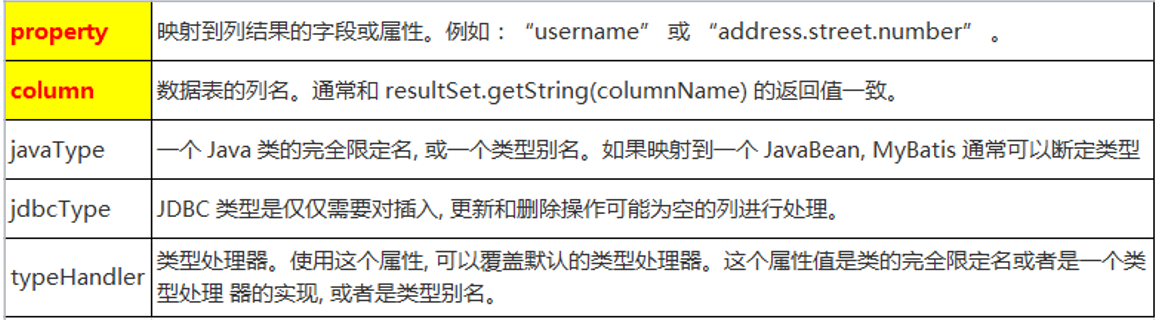 property 映射到列结果的字段或属性。例如：“username” 或 “address.street.number” 。
column 数据表的列名。通常和 resultSet.getString(columnName) 的返回值一致。
javaType 一个 Java 类的完全限定名, 或一个类型别名。如果映射到一个 JavaBean, MyBatis 通常可以断定类型
jdbcType JDBC 类型是仅仅需要对插入, 更新和删除操作可能为空的列进行处理。
typeHandler 类型处理器。使用这个属性, 可以覆盖默认的类型处理器。这个属性值是类的完全限定名或者是一个类
型处理 器的实现, 或者是类型别名。